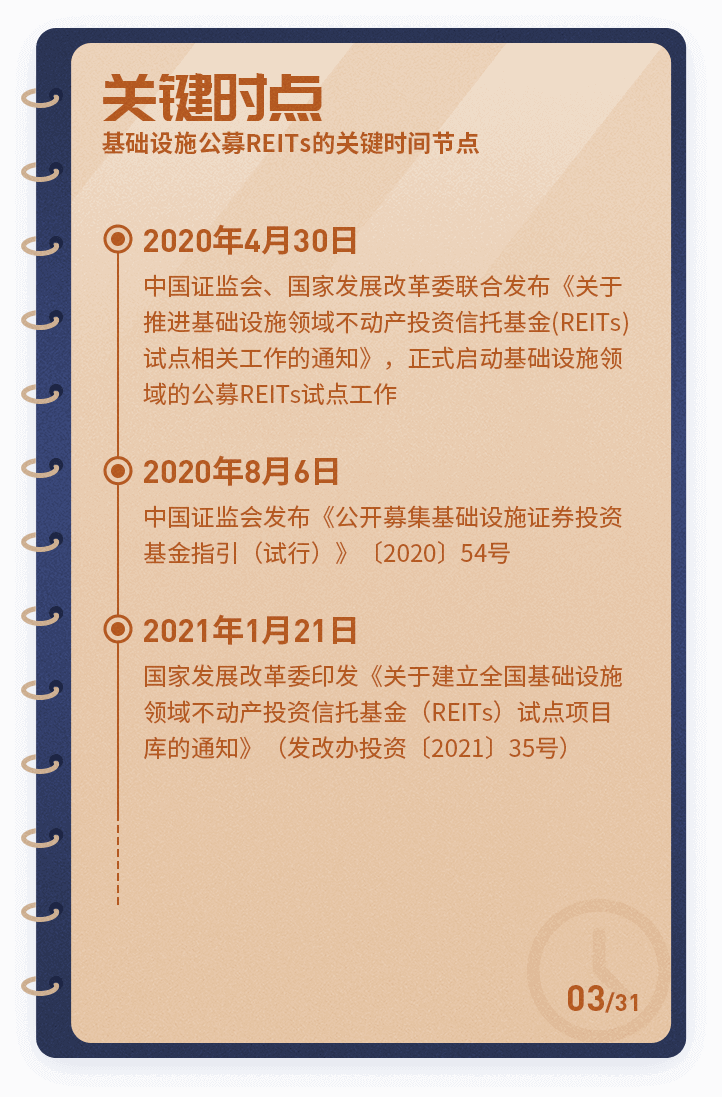 关键时点
基础设施公募REITs的关键时间节点
2020年4月30日
中国证监会、国家发展改革委联合发布《关于
推进基础设施领域不动产投资信托基金(REITs)
试点相关工作的通知》，正式启动基础设施领
域的公募REITs试点工作
2020年8月6日
中国证监会发布《公开募集基础设施证券投资
基金指引（试行）》〔2020〕54号
2021年1月21日
国家发展改革委印发《关于建立全国基础设施
领域不动产投资信托基金（REITs）试点项目
库的通知》（发改办投资〔2021〕35号）
03/31